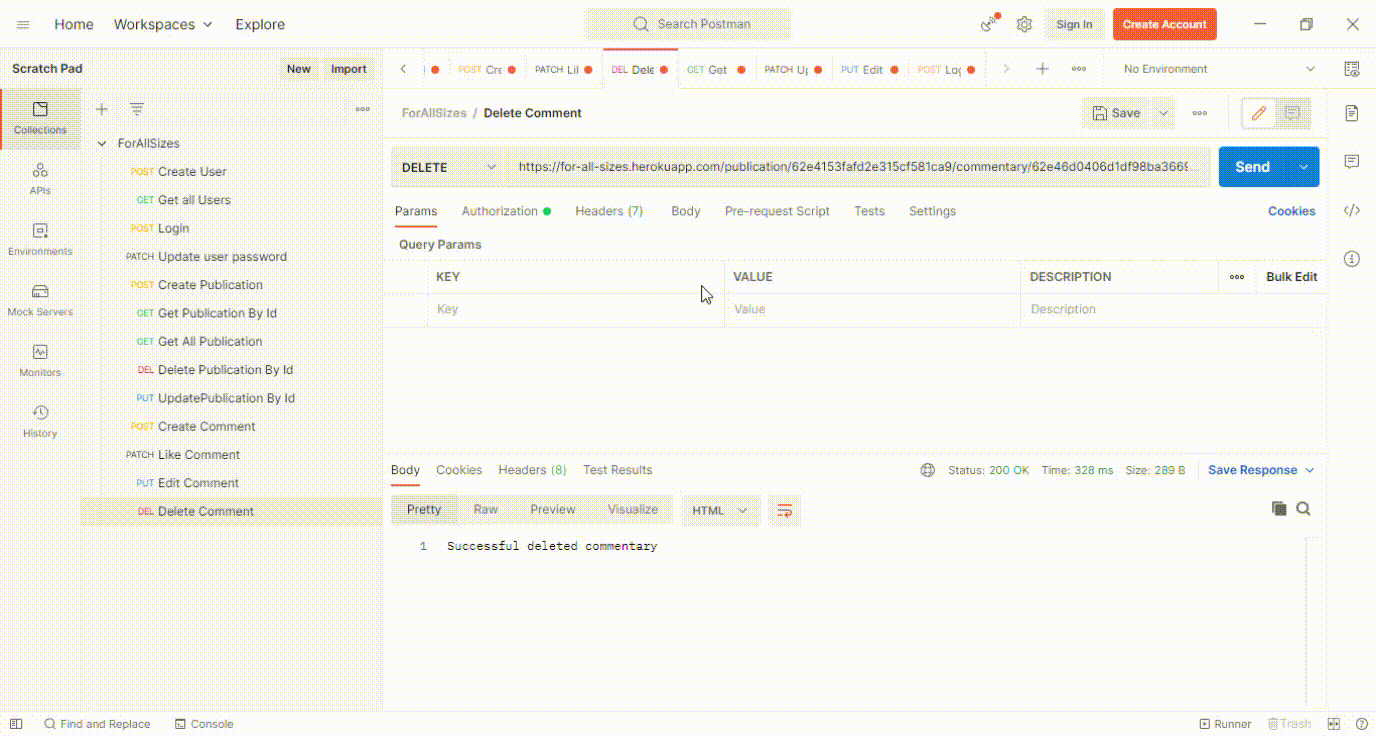 Home Workspaces Explore Search Postman Sign In Create Account
Scratch Pad New Import
POST Cre PATCH Lil DEL Dele GET Get PATCH Up PUT Edit POST Log No Environment
Collections
APIs
Environments
Mock Servers
Monitors
History
ForAllSizes
POST Create User
GET Get all Users
POST Login
PATCH Update user password
POST Create Publication
GET Get Publication By Id
GET Get All Publication
DEL Delete Publication By Id
PUT UpdatePublication By Id
POST Create Comment
PATCH Like Comment
PUT Edit Comment
DEL Delete Comment
ForAllSizes / Delete Comment Save
DELETE https://for-all-sizes.herokuapp.com/publication/62e4153fafd2e315cf581ca9/commentary/62e46d0406d1df98ba3669... Send
Params Authorization Headers (7) Body Pre-request Script Tests Settings Cookies
Query Params
KEY VALUE DESCRIPTION Bulk Edit
Key Value Description
Body Cookies Headers (8) Test Results Status: 200 OK Time: 328 ms Size: 289 B Save Response
Pretty Raw Preview Visualize HTML
1 Successful deleted commentary
Find and Replace Console Runner Trash